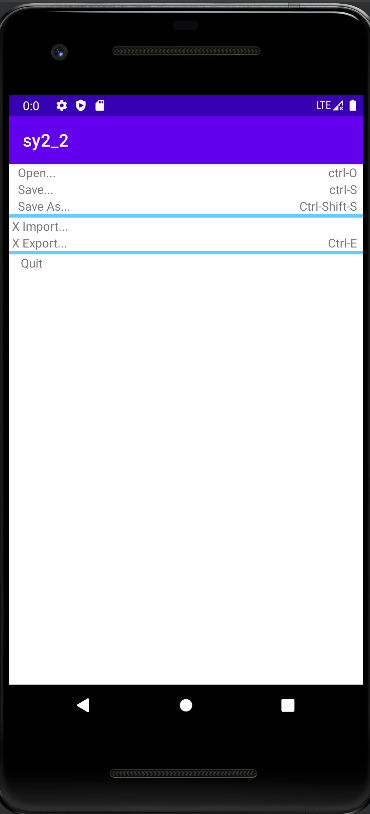 0:0 LTE
sy2_2
Open... ctrl-O
Save... ctrl-S
Save As... Ctrl-Shift-S
X Import...
X Export... Ctrl-E
Quit